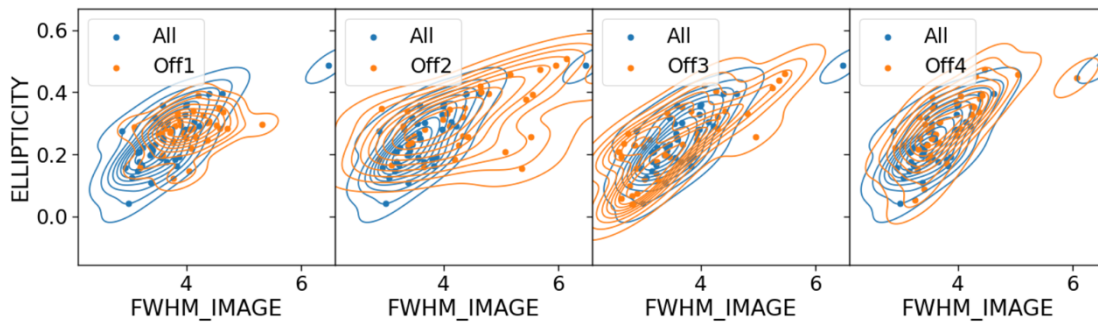 ELLIPTICITY
0.6
0.4
0.2
0.0
All
Off1
All
Off2
All
Off3
All
Off4
4 6
4 6
4 6
4 6
FWHM_IMAGE
FWHM_IMAGE
FWHM_IMAGE
FWHM_IMAGE